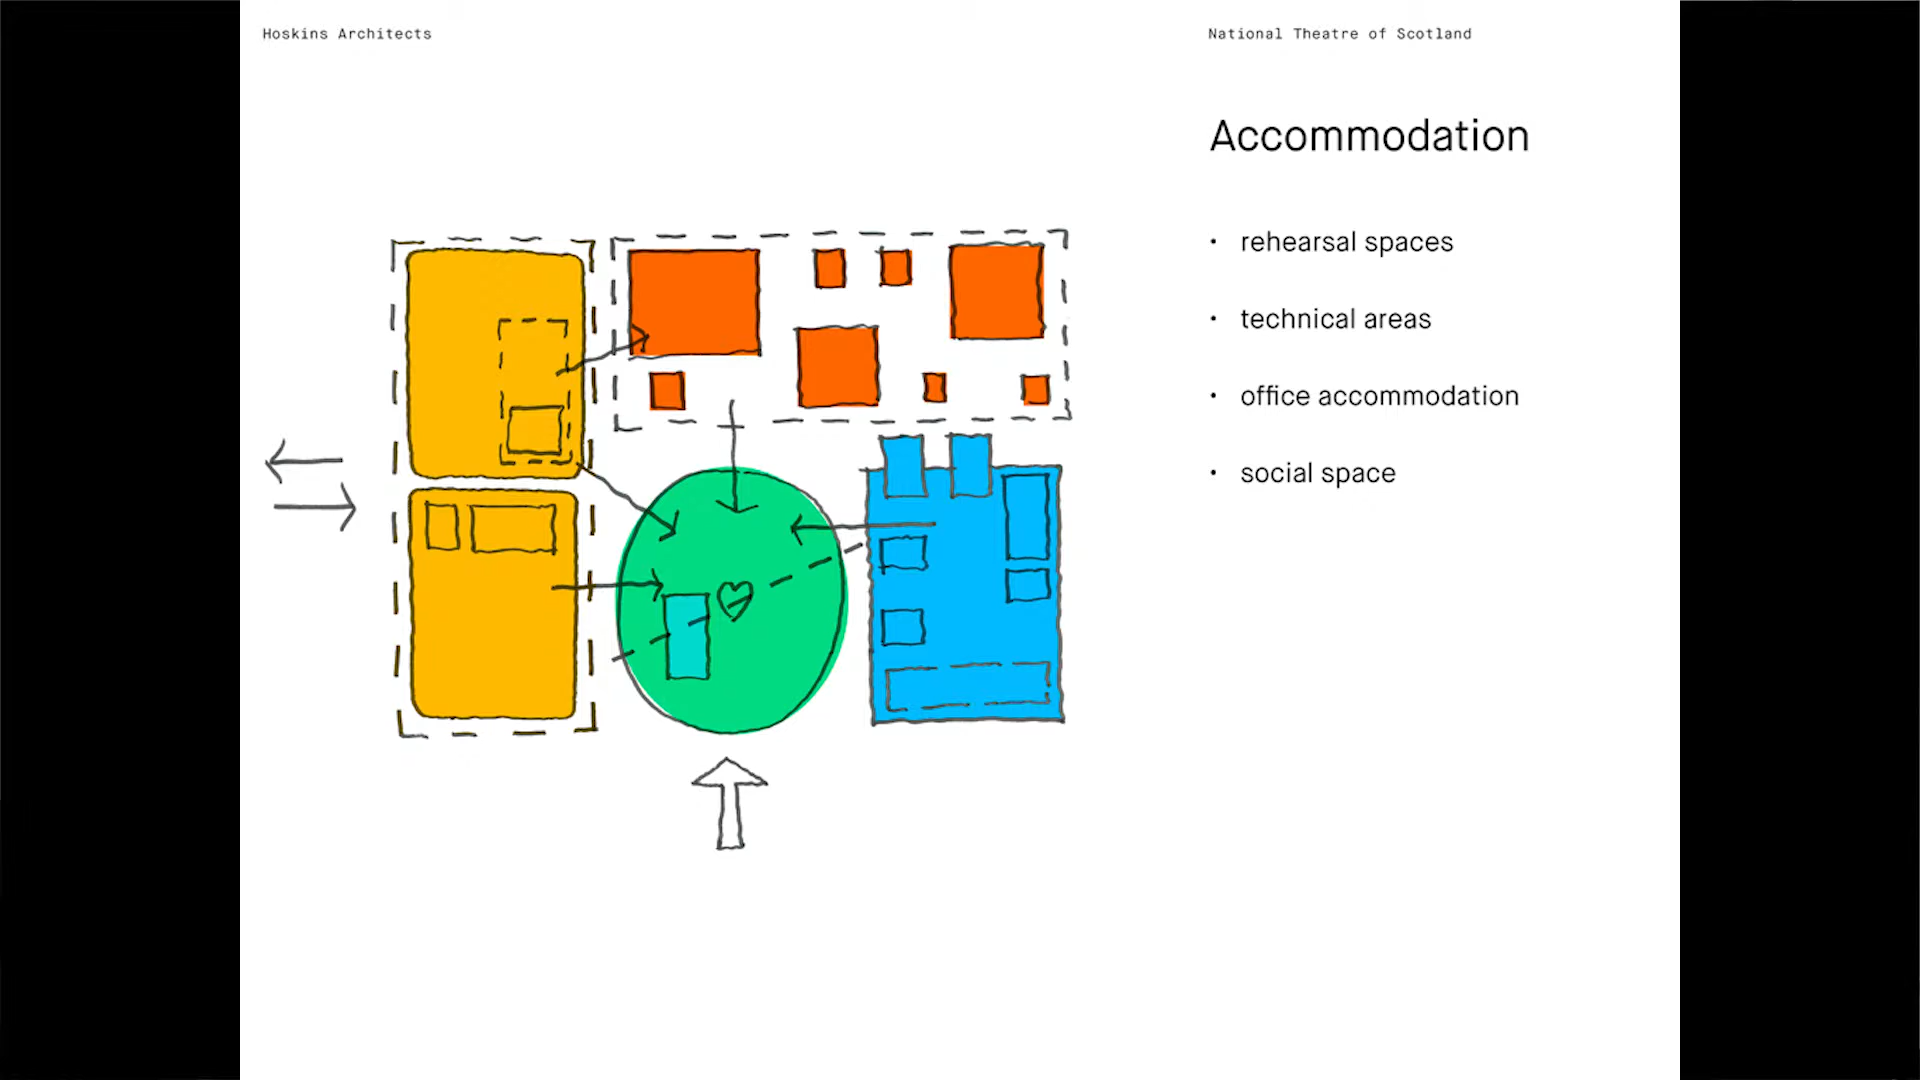 Hoskins Architects
National Theatre of Scotland
Accommodation
• rehearsal spaces
• technical areas
• office accommodation
• social space